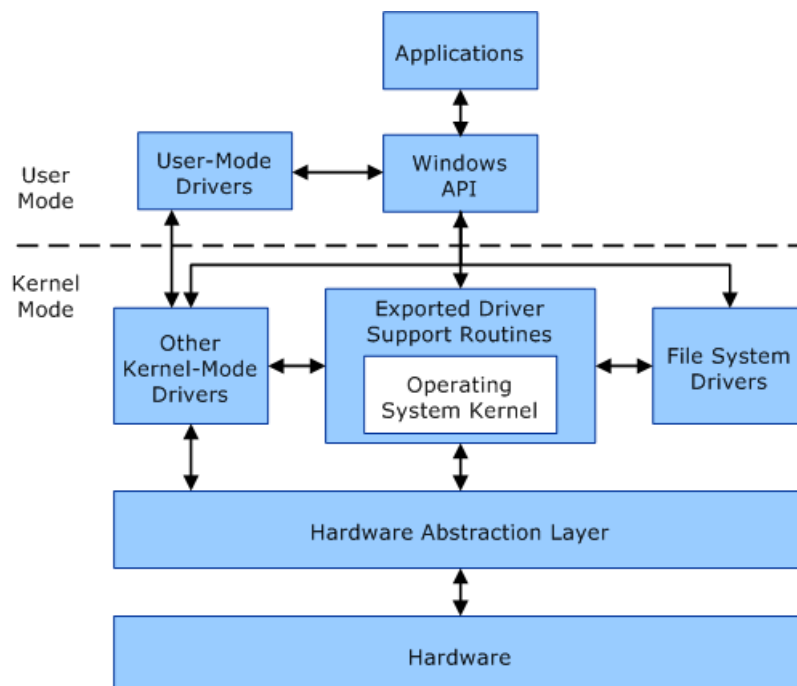 Applications
User-Mode
Drivers
Windows
API
User
Mode
Kernel
Mode
Exported Driver
Support Routines
Other
Kernel-Mode
Drivers
Operating
System Kernel
File System
Drivers
Hardware Abstraction Layer
Hardware